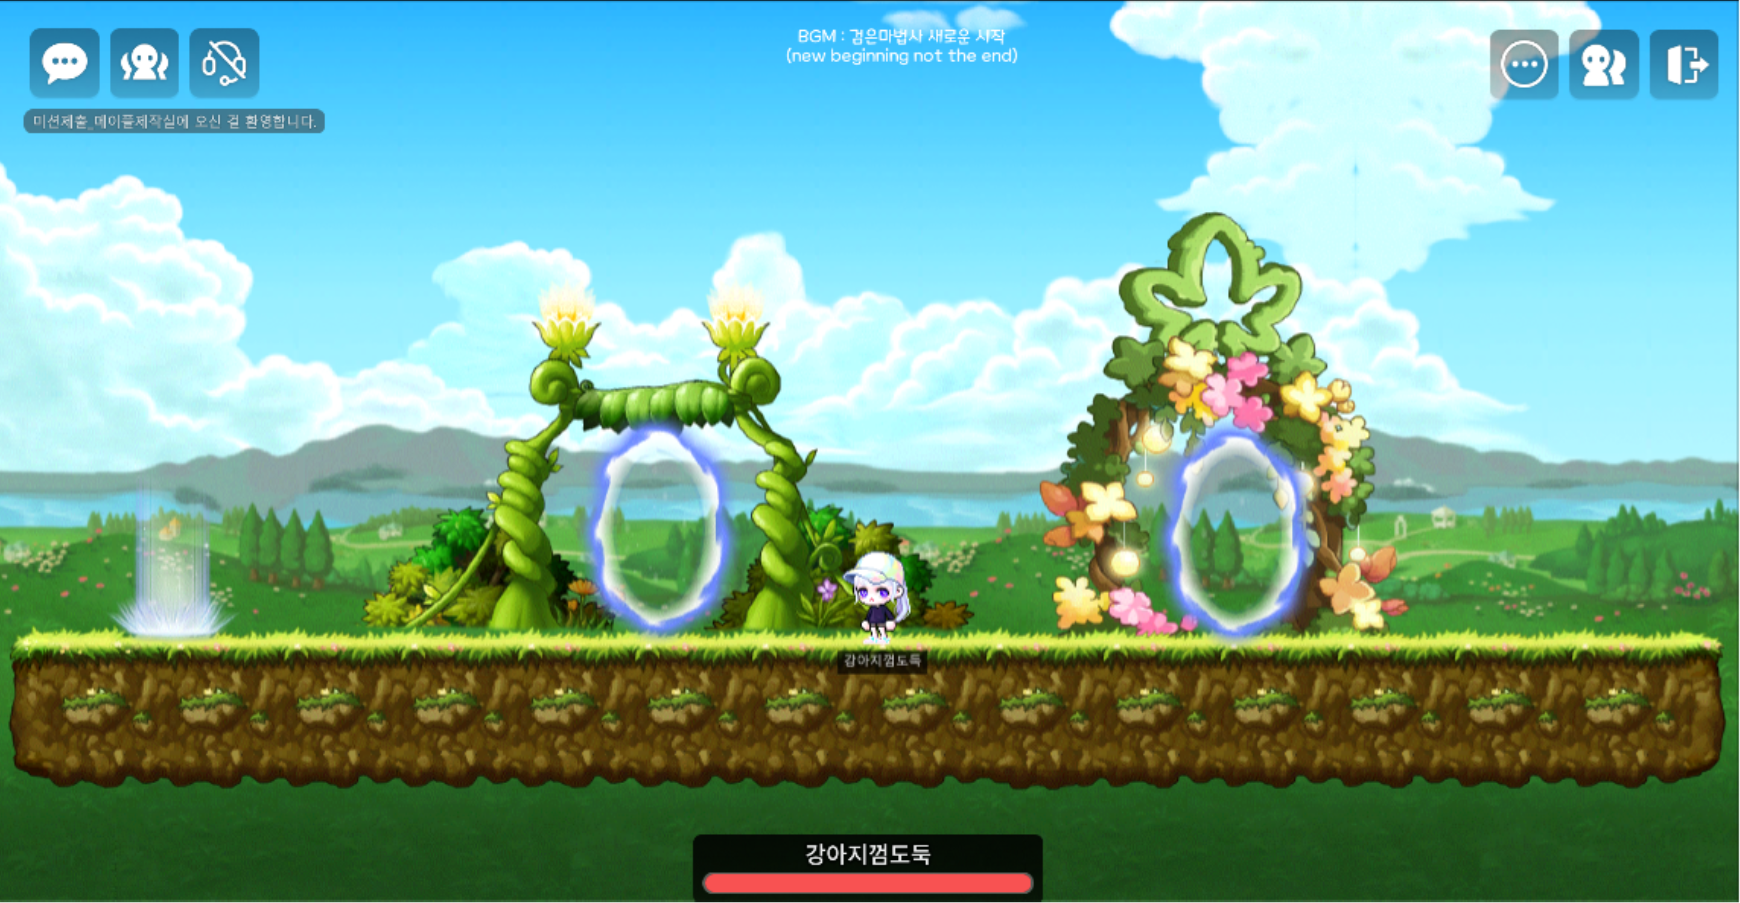 BGM : 검은마법사 새로운 시작
(new beginning not the end)
미션제출_메이플제작실에 오신 걸 환영합니다.
강아지껌도둑
강아지껌도둑